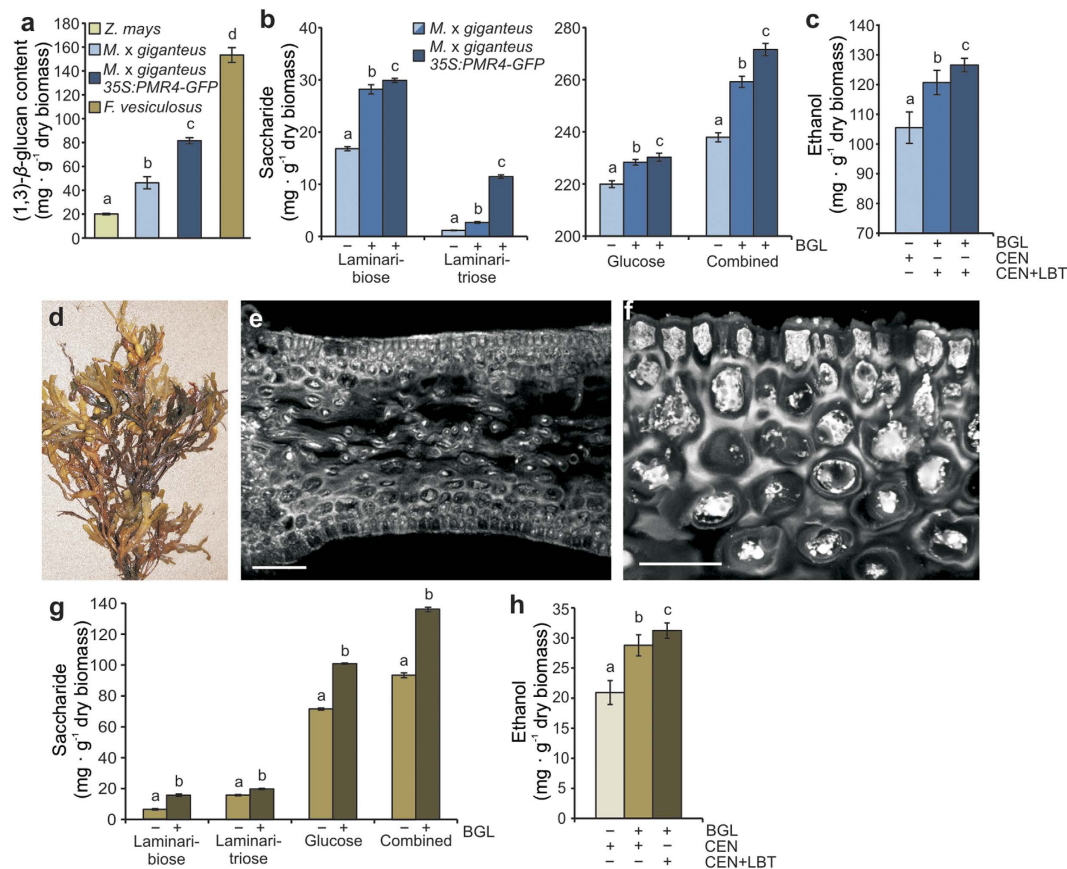 a
(1,3)-β-glucan content
(mg · g⁻¹ dry biomass)
180
160
140
120
100
80
60
40
20
0
Z. mays
M. x giganteus
M. x giganteus
35S:PMR4-GFP
F. vesiculosus
a
b
c
d
b
Saccharide
(mg · g⁻¹ dry biomass)
40
30
20
10
0
M. x giganteus
M. x giganteus
35S:PMR4-GFP
a
b
c
a
b
c
– + +
– + +
Laminari-
biose
Laminari-
triose
280
260
240
220
200
a
b
c
a
b
c
– + +
– + +
BGL
Glucose
Combined
c
Ethanol
(mg · g⁻¹ dry biomass)
140
130
120
110
100
90
80
70
a
b
c
– + + BGL
+ – – CEN
– + + CEN+LBT
d
e
f
g
Saccharide
(mg · g⁻¹ dry biomass)
140
120
100
80
60
40
20
0
a
b
a
b
a
b
a
b
– +
– +
– +
– +
BGL
Laminari-
biose
Laminari-
triose
Glucose
Combined
h
Ethanol
(mg · g⁻¹ dry biomass)
35
30
25
20
15
10
5
0
a
b
c
– + + BGL
+ + – CEN
– – + CEN+LBT